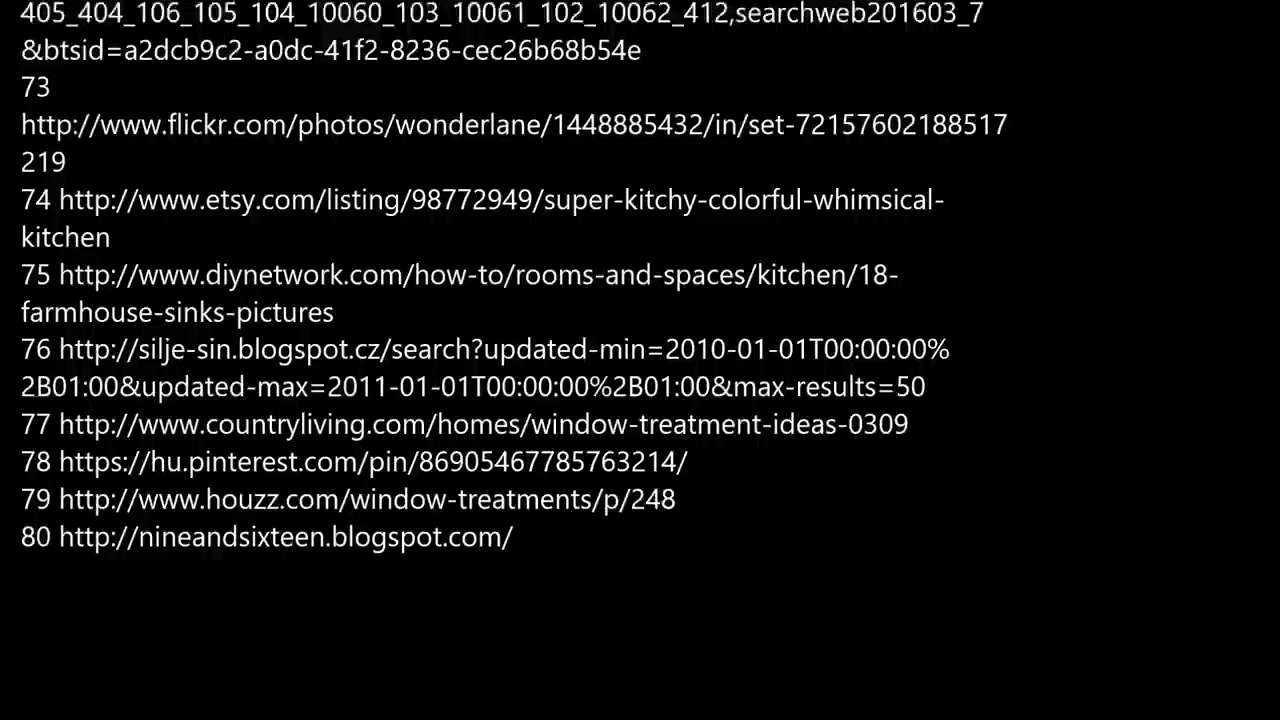 405_404_106_105_104_10060_103_10061_102_10062_412,searchweb201603_7
&btsid=a2dcb9c2-a0dc-41f2-8236-cec26b68b54e
73
http://www.flickr.com/photos/wonderlane/1448885432/in/set-72157602188517
219
74 http://www.etsy.com/listing/98772949/super-kitchy-colorful-whimsical-
kitchen
75 http://www.diynetwork.com/how-to/rooms-and-spaces/kitchen/18-
farmhouse-sinks-pictures
76 http://silje-sin.blogspot.cz/search?updated-min=2010-01-01T00:00:00%
2B01:00&updated-max=2011-01-01T00:00:00%2B01:00&max-results=50
77 http://www.countryliving.com/homes/window-treatment-ideas-0309
78 https://hu.pinterest.com/pin/86905467785763214/
79 http://www.houzz.com/window-treatments/p/248
80 http://nineandsixteen.blogspot.com/